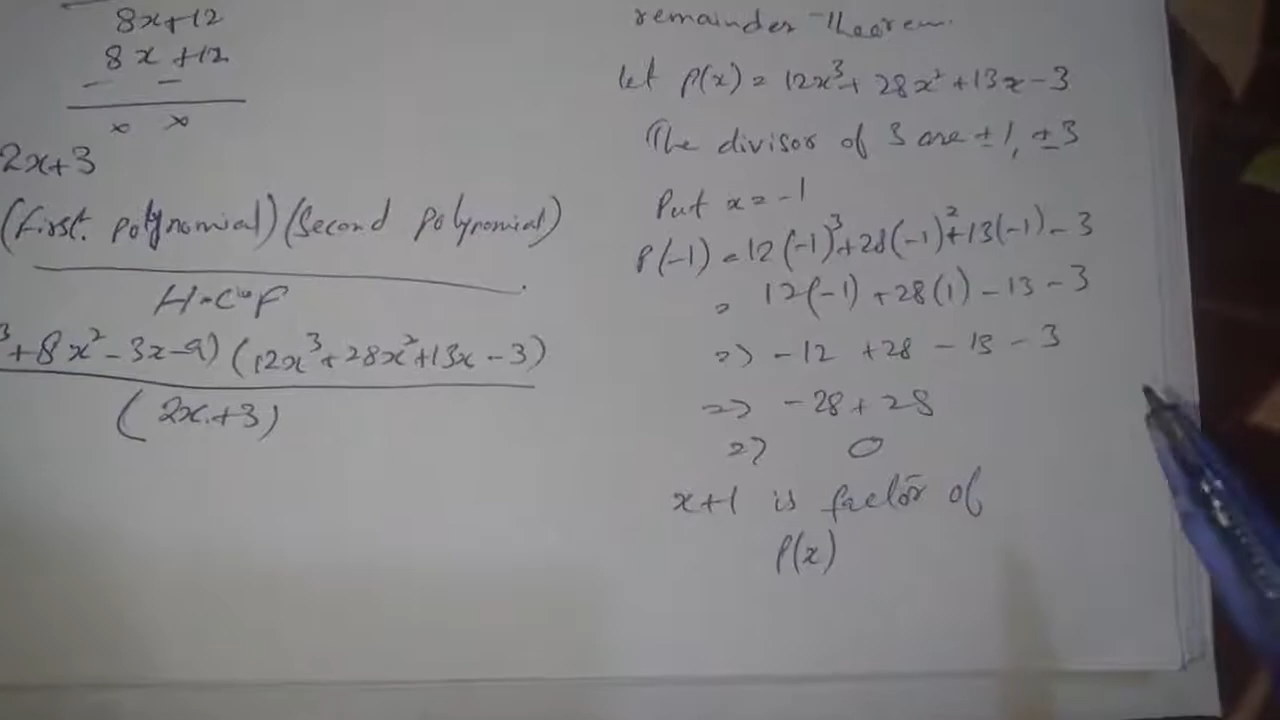 8x+12
8x+12
- -
x x
2x+3
(First. polynomial)(Second polynomial)
H.C.F
3+8x²-3x-9)(12x³+28x²+13x-3)
(2x+3)
remainder Theorem.
let p(x) = 12x³+28x²+13x-3
The divisor of 3 are ±1, ±3
Put x = -1
P(-1) = 12(-1)³+28(-1)²+13(-1)-3
= 12(-1)+28(1)-13-3
=> -12 +28 -13 -3
=> -28+28
=> 0
x+1 is factor of
P(x)